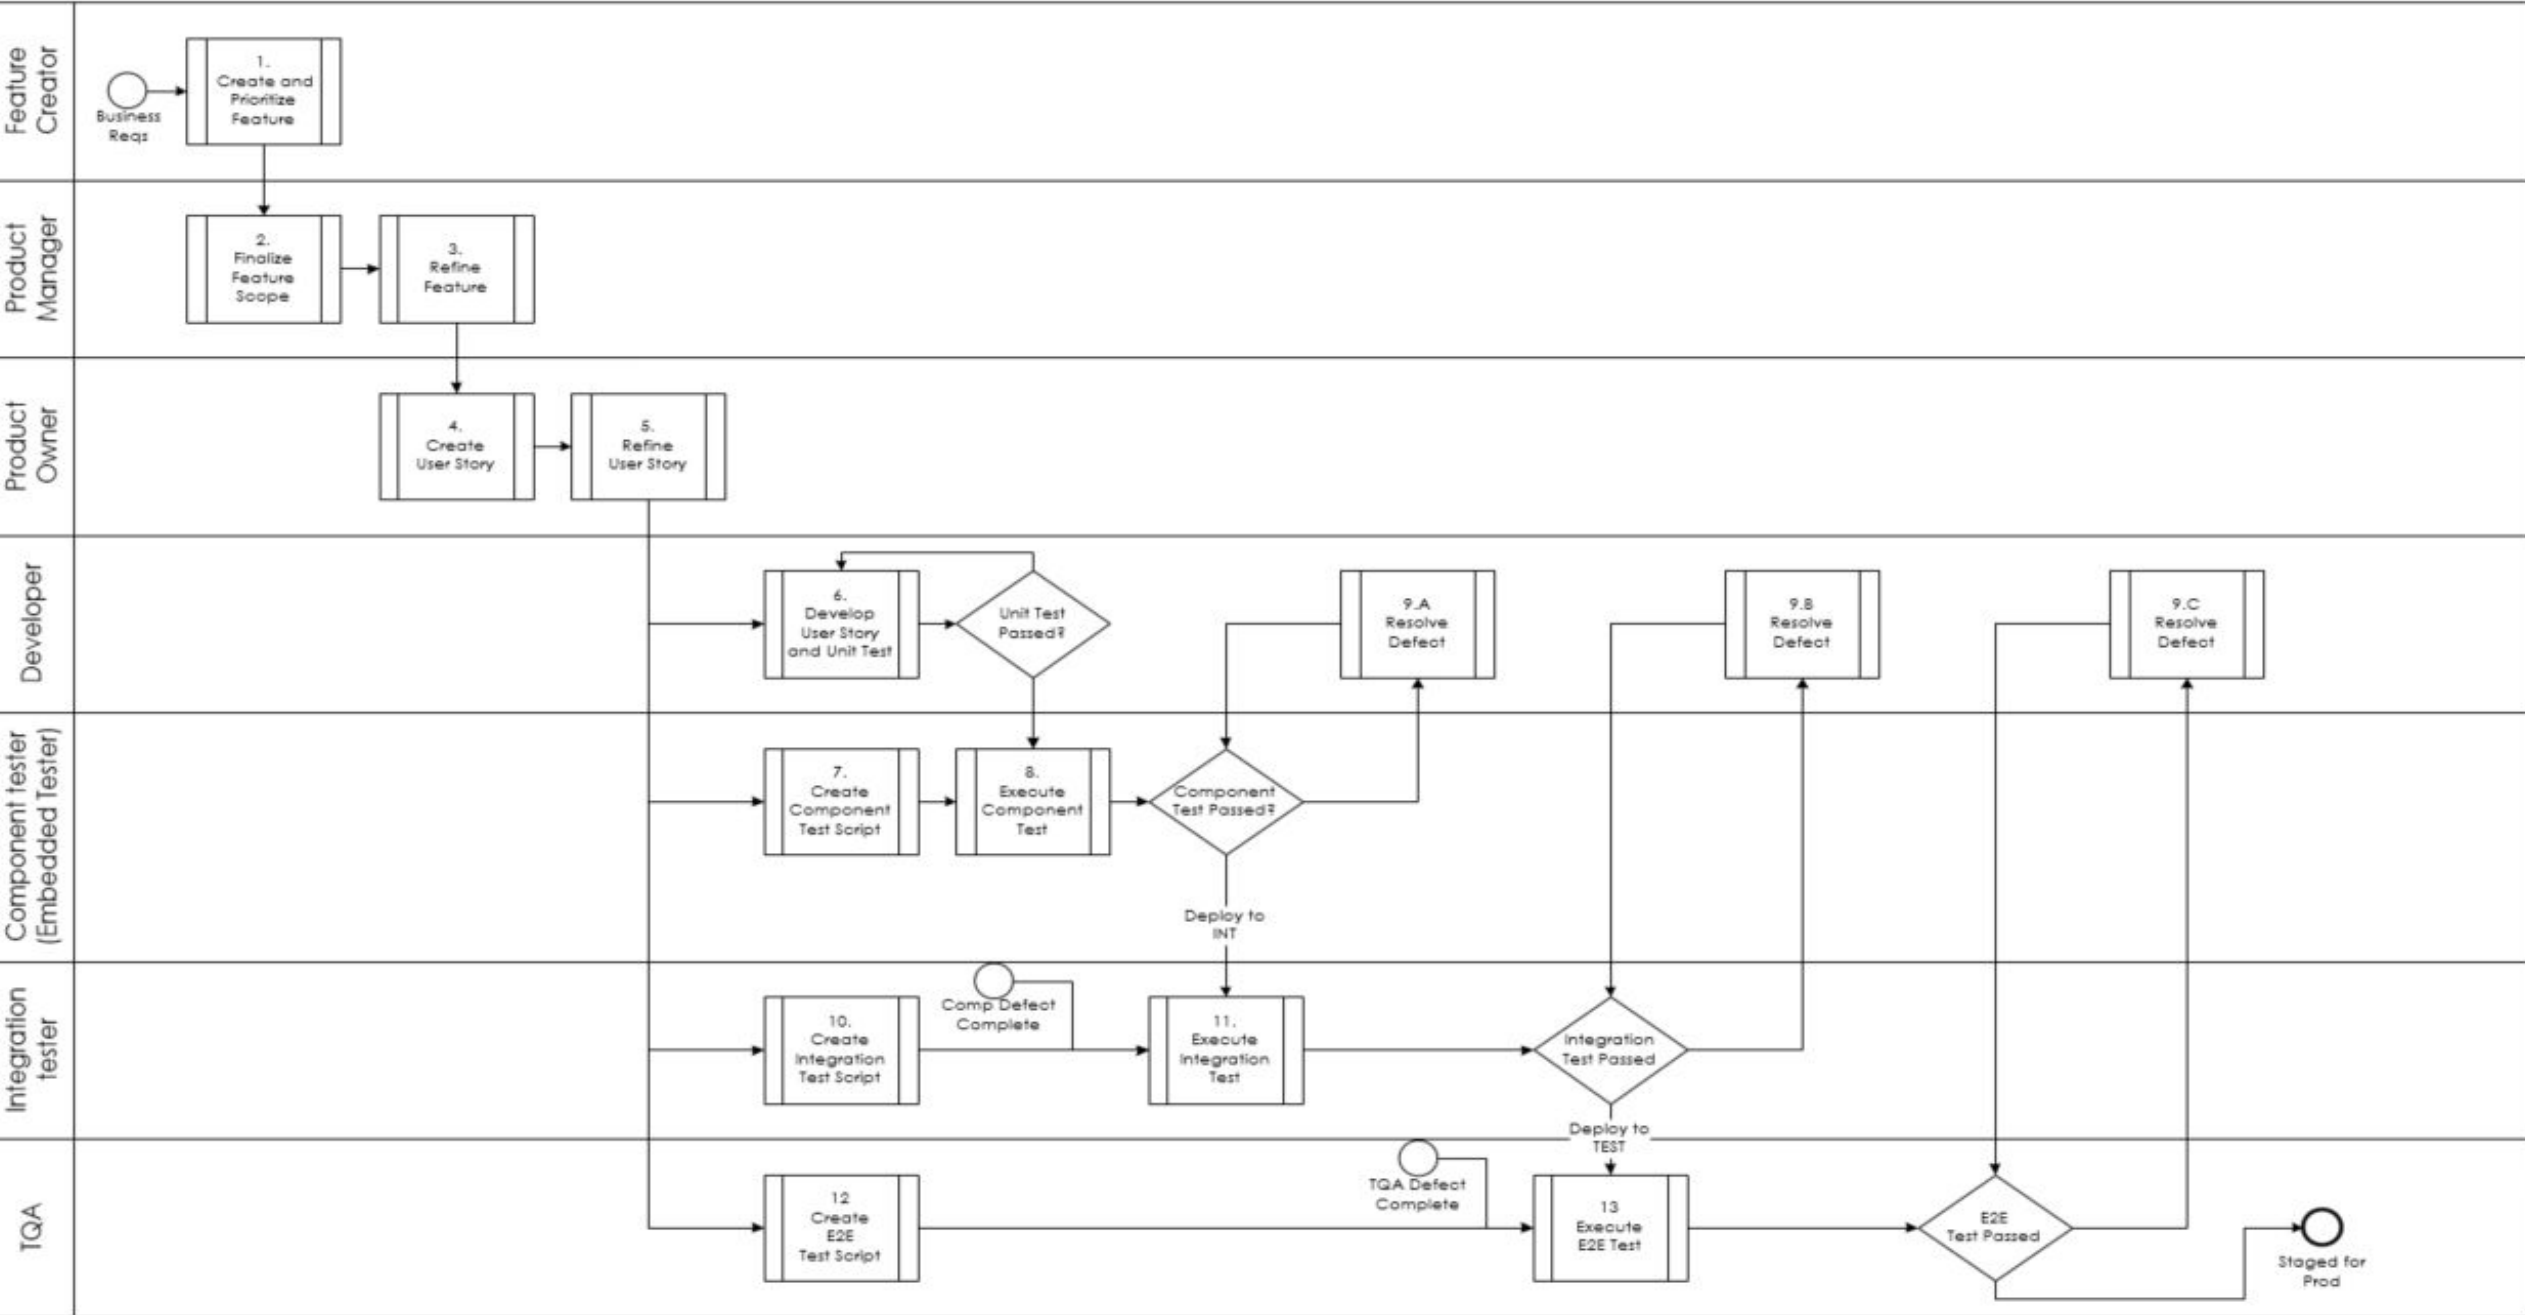 Feature
Creator
Business
Reqs
1.
Create and
Prioritize
Feature
Product
Manager
2.
Finalize
Feature
Scope
3.
Refine
Feature
Product
Owner
4.
Create
User Story
5.
Refine
User Story
Developer
6.
Develop
User Story
and Unit Test
Unit Test
Passed?
9.A
Resolve
Defect
9.B
Resolve
Defect
9.C
Resolve
Defect
Component tester
(Embedded Tester)
7.
Create
Component
Test Script
8.
Execute
Component
Test
Component
Test Passed?
Deploy to
INT
Integration
tester
10.
Create
Integration
Test Script
Comp Defect
Complete
11.
Execute
Integration
Test
Integration
Test Passed
Deploy to
TEST
TQA
12
Create
E2E
Test Script
TQA Defect
Complete
13
Execute
E2E Test
E2E
Test Passed
Staged for
Prod